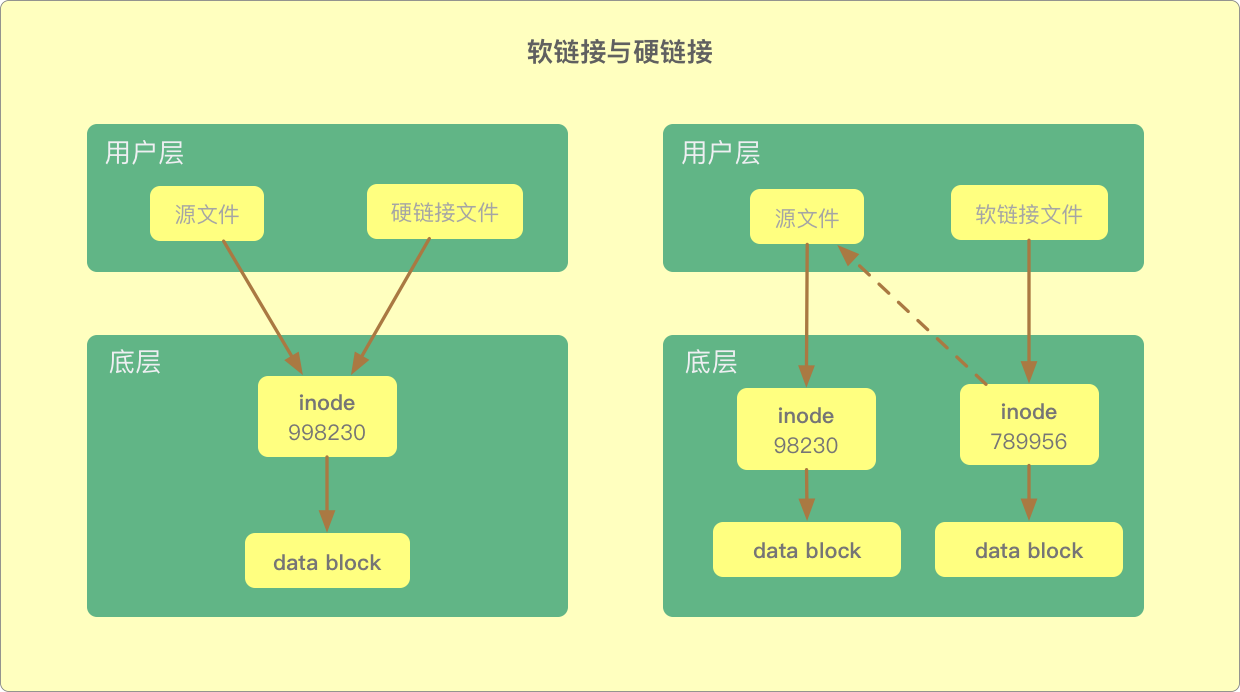 软链接与硬链接
用户层
源文件
硬链接文件
底层
inode
998230
data block
用户层
源文件
软链接文件
底层
inode
98230
inode
789956
data block
data block